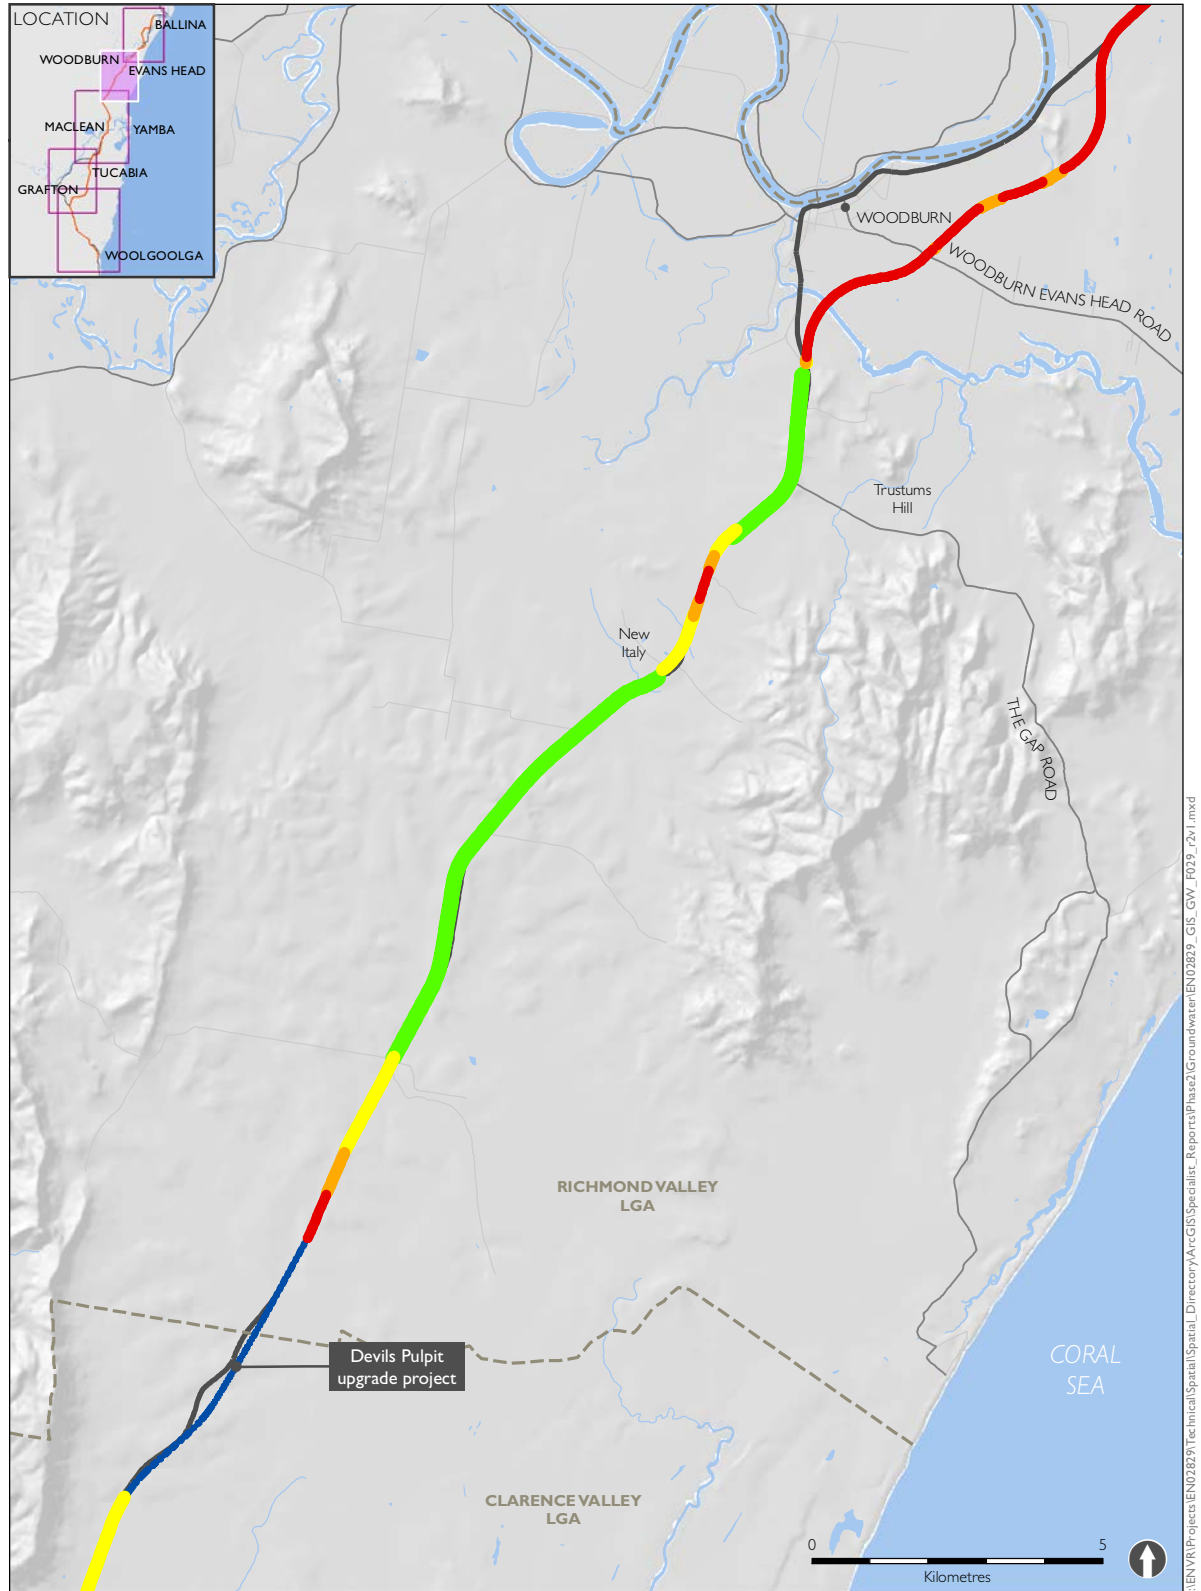 LOCATION
BALLINA
WOODBURN
EVANS HEAD
MACLEAN
YAMBA
TUCABIA
GRAFTON
WOOLGOOLGA
WOODBURN
WOODBURN EVANS HEAD ROAD
Trustums
Hill
New
Italy
THE GAP ROAD
RICHMOND VALLEY
LGA
Devils Pulpit
upgrade project
CORAL
SEA
CLARENCE VALLEY
LGA
0 5
Kilometres
ENVR\Projects\EN02829\Technical\Spatial\Spatial_Directory\ArcGIS\Specialist_Reports\Phase2\Groundwater\EN02829_GIS_GW_F029_r2v1.mxd